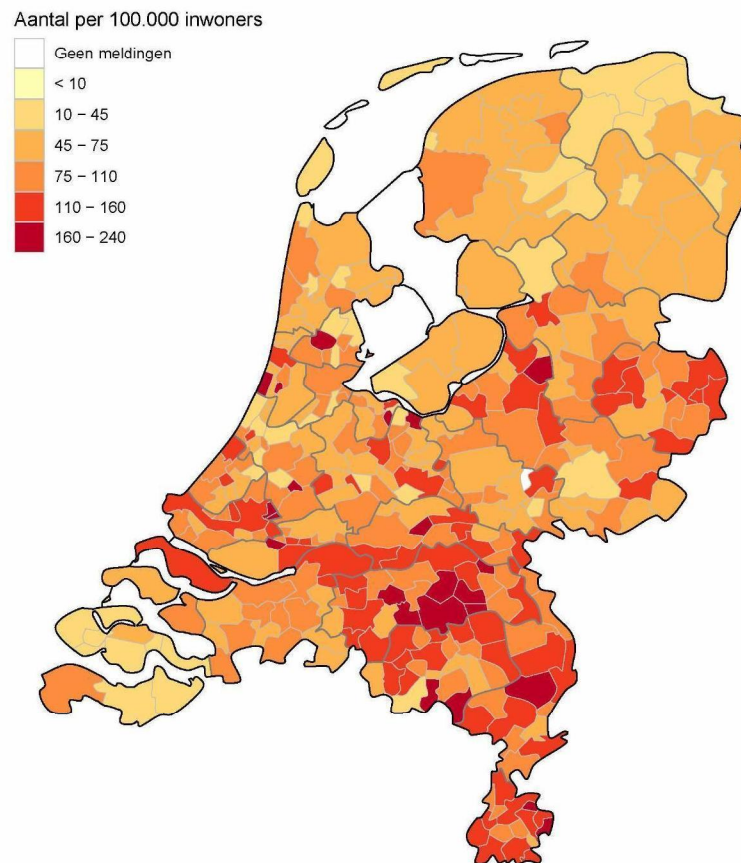 Aantal per 100.000 inwoners
Geen meldingen
< 10
10 – 45
45 – 75
75 – 110
110 – 160
160 – 240